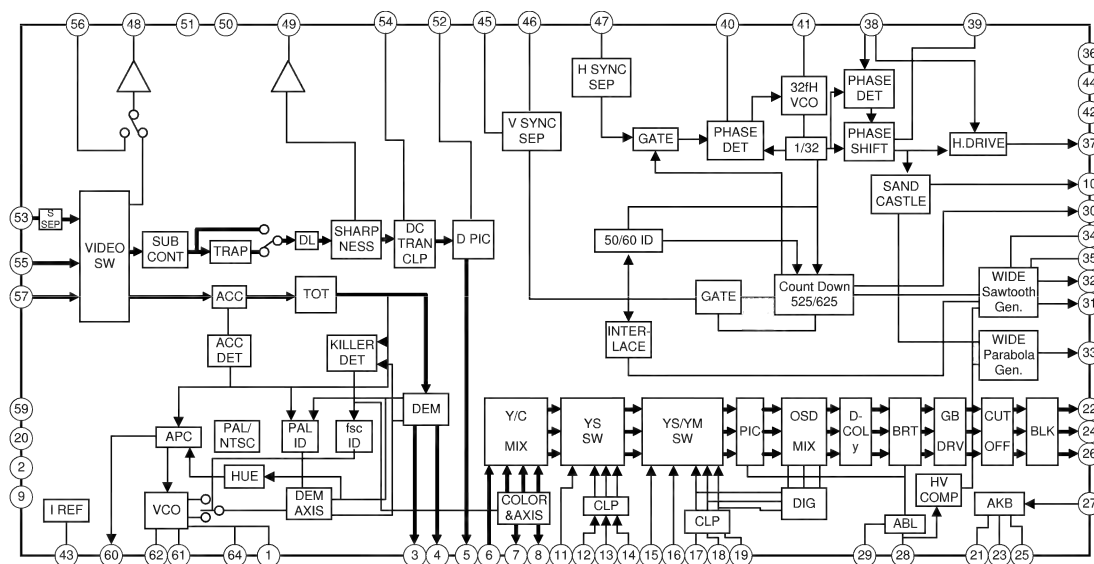 56 48 51 50 49 54 52 45 46 47 40 41 38 39
36
44
42
37
10
30
34
35
32
31
33
22
24
26
27
53
55
57
59
20
2
9
H SYNC
SEP
V SYNC
SEP
GATE
PHASE
DET
32fH
VCO
1/32
PHASE
DET
PHASE
SHIFT
H.DRIVE
SAND
CASTLE
S
SEP
VIDEO
SW
SUB
CONT
TRAP
DL
SHARP
NESS
DC
TRAN
CLP
D PIC
50/60 ID
GATE
Count Down
525/625
INTER-
LACE
WIDE
Sawtooth
Gen.
WIDE
Parabola
Gen.
ACC
TOT
ACC
DET
KILLER
DET
DEM
APC
PAL/
NTSC
PAL
ID
fsc
ID
HUE
VCO
DEM
AXIS
I REF
Y/C
MIX
YS
SW
YS/YM
SW
PIC
OSD
MIX
D-
COL
y
BRT
GB
DRV
CUT
OFF
BLK
COLOR
&AXIS
CLP
CLP
DIG
HV
COMP
ABL
AKB
43 60 62 61 64 1 3 4 5 6 7 8 11 12 13 14 15 16 17 18 19 29 28 21 23 25